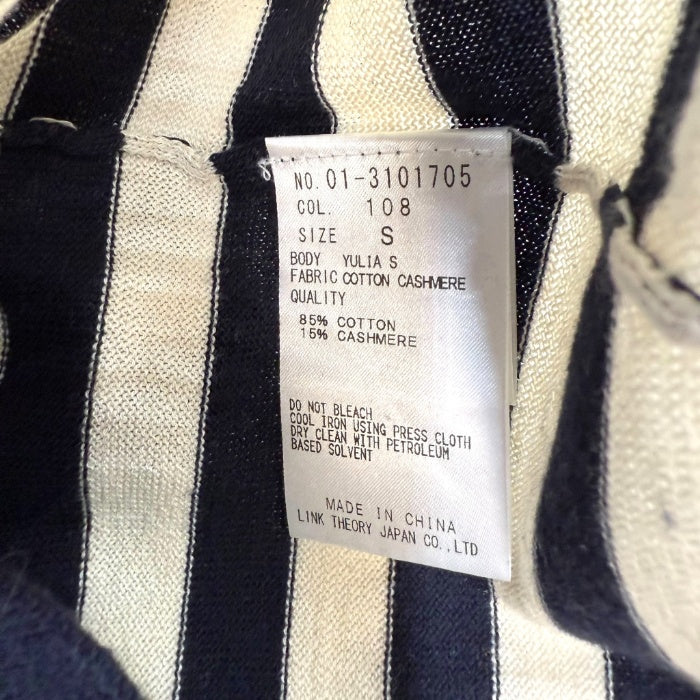 NO. 01-3101705
COL. 108
SIZE S
BODY YULIA S
FABRIC COTTON CASHMERE
QUALITY
85% COTTON
15% CASHMERE
DO NOT BLEACH
COOL IRON USING PRESS CLOTH
DRY CLEAN WITH PETROLEUM
BASED SOLVENT
MADE IN CHINA
LINK THEORY JAPAN CO.,LTD